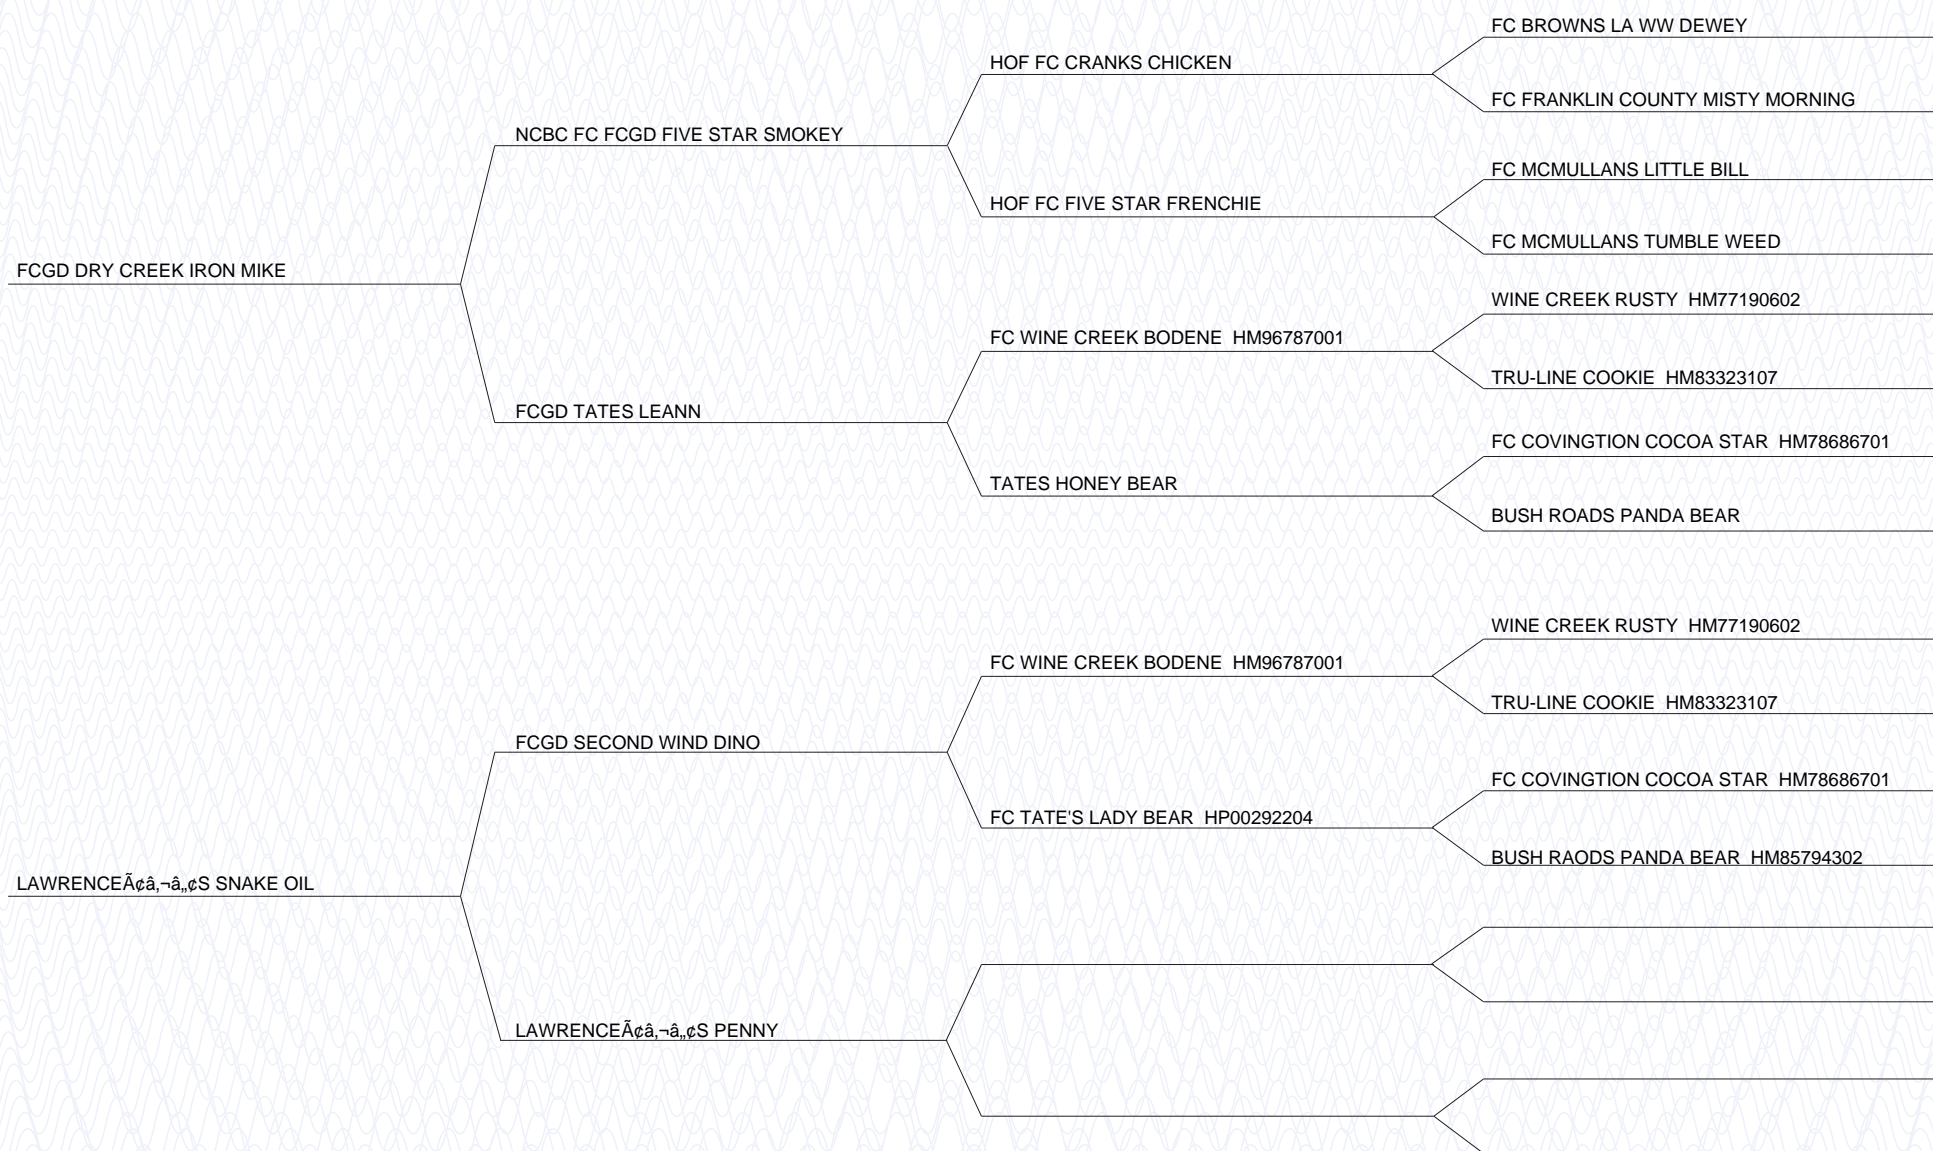 FC BROWNS LA WW DEWEY
HOF FC CRANKS CHICKEN
FC FRANKLIN COUNTY MISTY MORNING
NCBC FC FCGD FIVE STAR SMOKEY
FC MCMULLANS LITTLE BILL
HOF FC FIVE STAR FRENCHIE
FC MCMULLANS TUMBLE WEED
FCGD DRY CREEK IRON MIKE
WINE CREEK RUSTY HM77190602
FC WINE CREEK BODENE HM96787001
TRU-LINE COOKIE HM83323107
FCGD TATES LEANN
FC COVINGTION COCOA STAR HM78686701
TATES HONEY BEAR
BUSH ROADS PANDA BEAR
WINE CREEK RUSTY HM77190602
FC WINE CREEK BODENE HM96787001
TRU-LINE COOKIE HM83323107
FCGD SECOND WIND DINO
FC COVINGTION COCOA STAR HM78686701
FC TATE'S LADY BEAR HP00292204
BUSH RAODS PANDA BEAR HM85794302
LAWRENCEÃ¢â‚¬â„¢S SNAKE OIL
LAWRENCEÃ¢â‚¬â„¢S PENNY